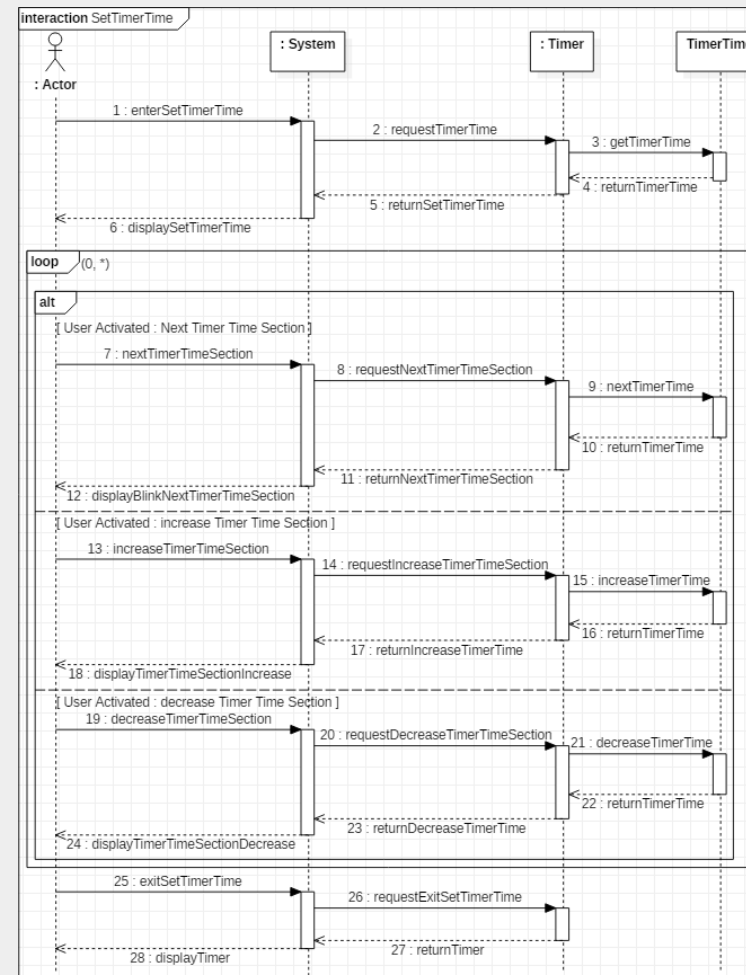 interaction SetTimerTime
: System
: Timer
TimerTime
: Actor
1 : enterSetTimerTime
2 : requestTimerTime
3 : getTimerTime
4 : returnTimerTime
5 : returnSetTimerTime
6 : displaySetTimerTime
loop (0, *)
alt
[ User Activated : Next Timer Time Section ]
7 : nextTimerTimeSection
8 : requestNextTimerTimeSection
9 : nextTimerTime
10 : returnTimerTime
11 : returnNextTimerTimeSection
12 : displayBlinkNextTimerTimeSection
[ User Activated : increase Timer Time Section ]
13 : increaseTimerTimeSection
14 : requestIncreaseTimerTimeSection
15 : increaseTimerTime
16 : returnTimerTime
17 : returnIncreaseTimerTime
18 : displayTimerTimeSectionIncrease
[ User Activated : decrease Timer Time Section ]
19 : decreaseTimerTimeSection
20 : requestDecreaseTimerTimeSection
21 : decreaseTimerTime
22 : returnTimerTime
23 : returnDecreaseTimerTime
24 : displayTimerTimeSectionDecrease
25 : exitSetTimerTime
26 : requestExitSetTimerTime
27 : returnTimer
28 : displayTimer